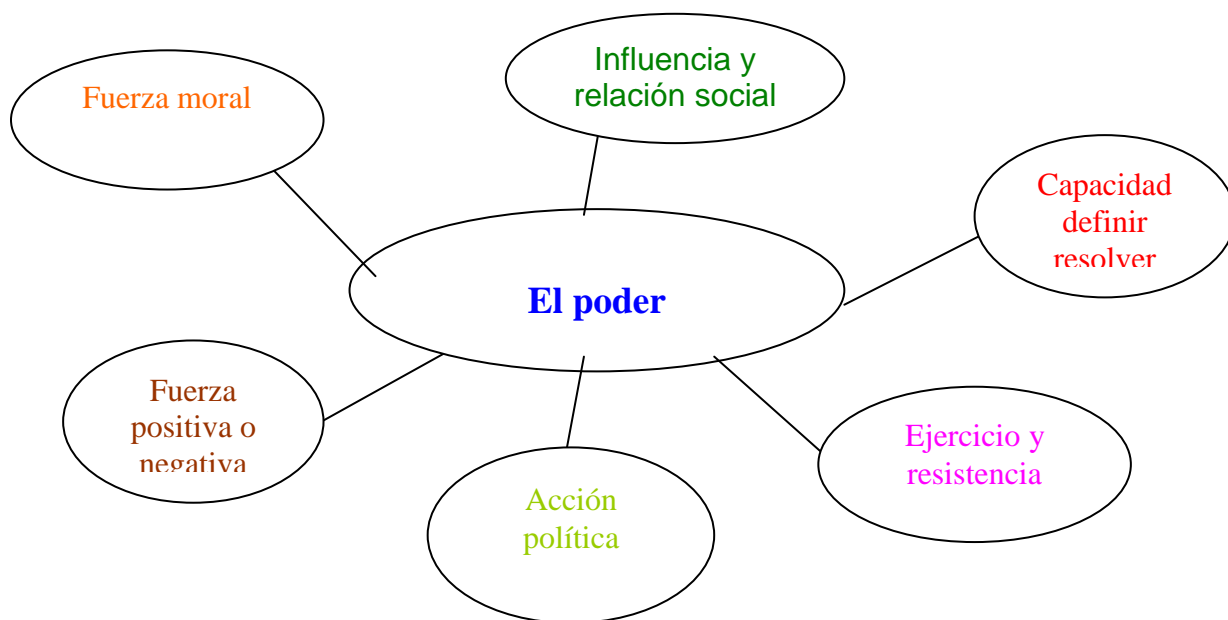 Influencia y
relación social
Fuerza moral
Capacidad
definir
resolver
El poder
Fuerza
positiva o
negativa
Ejercicio y
resistencia
Acción
política